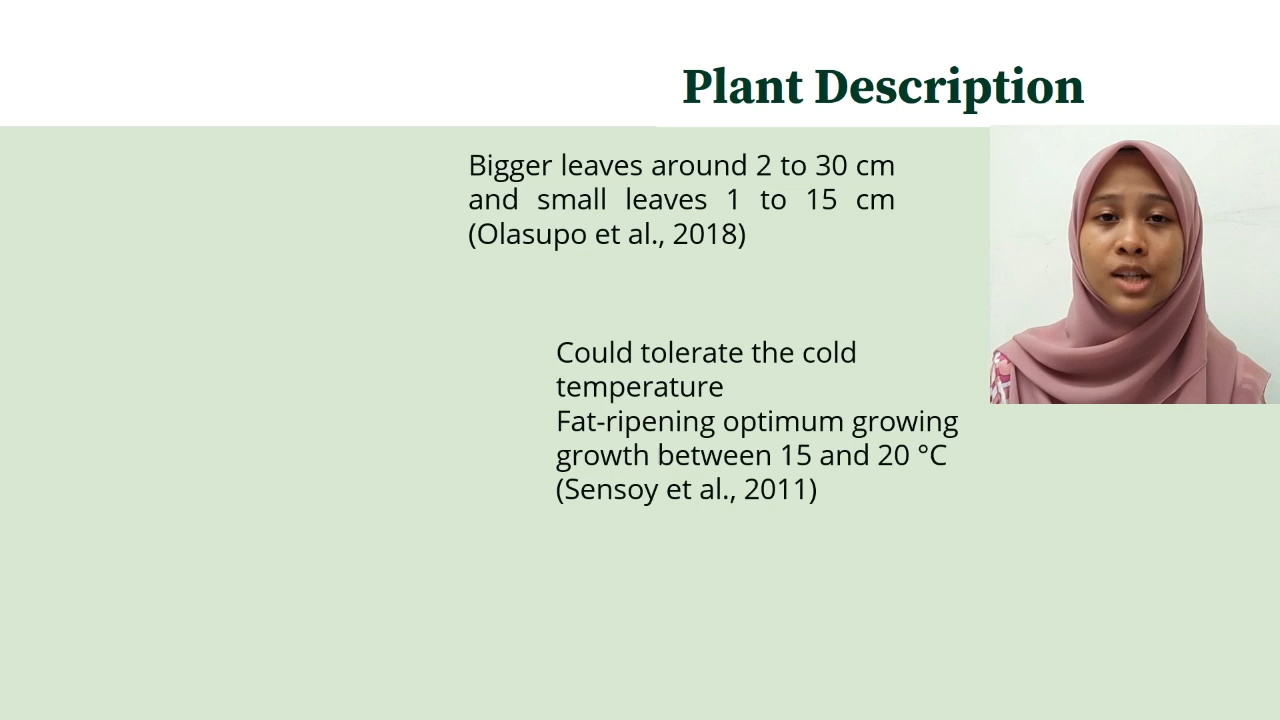 Plant Description
Bigger leaves around 2 to 30 cm
and small leaves 1 to 15 cm
(Olasupo et al., 2018)
Could tolerate the cold
temperature
Fat-ripening optimum growing
growth between 15 and 20 °C
(Sensoy et al., 2011)